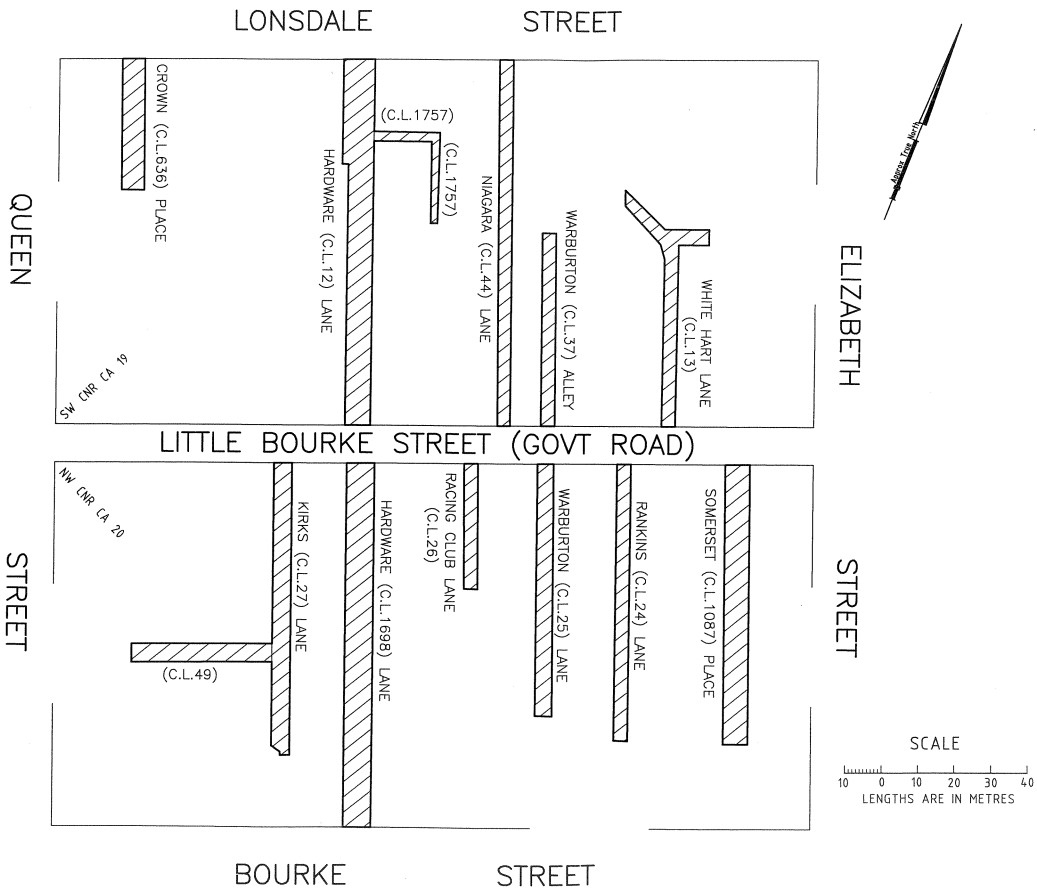 LONSDALE STREET
QUEEN STREET
ELIZABETH STREET
Approx True North
CROWN (C.L.636) PLACE
HARDWARE (C.L.12) LANE
(C.L.1757)
(C.L.1757)
NIAGARA (C.L.44) LANE
WARBURTON (C.L.37) ALLEY
WHITE HART LANE
(C.L.13)
SW CNR CA 19
LITTLE BOURKE STREET (GOVT ROAD)
NW CNR CA 20
KIRKS (C.L.27) LANE
(C.L.49)
HARDWARE (C.L.1698) LANE
RACING CLUB LANE
(C.L.26)
WARBURTON (C.L.25) LANE
RANKINS (C.L.24) LANE
SOMERSET (C.L.1087) PLACE
SCALE
10 0 10 20 30 40
LENGTHS ARE IN METRES
BOURKE STREET